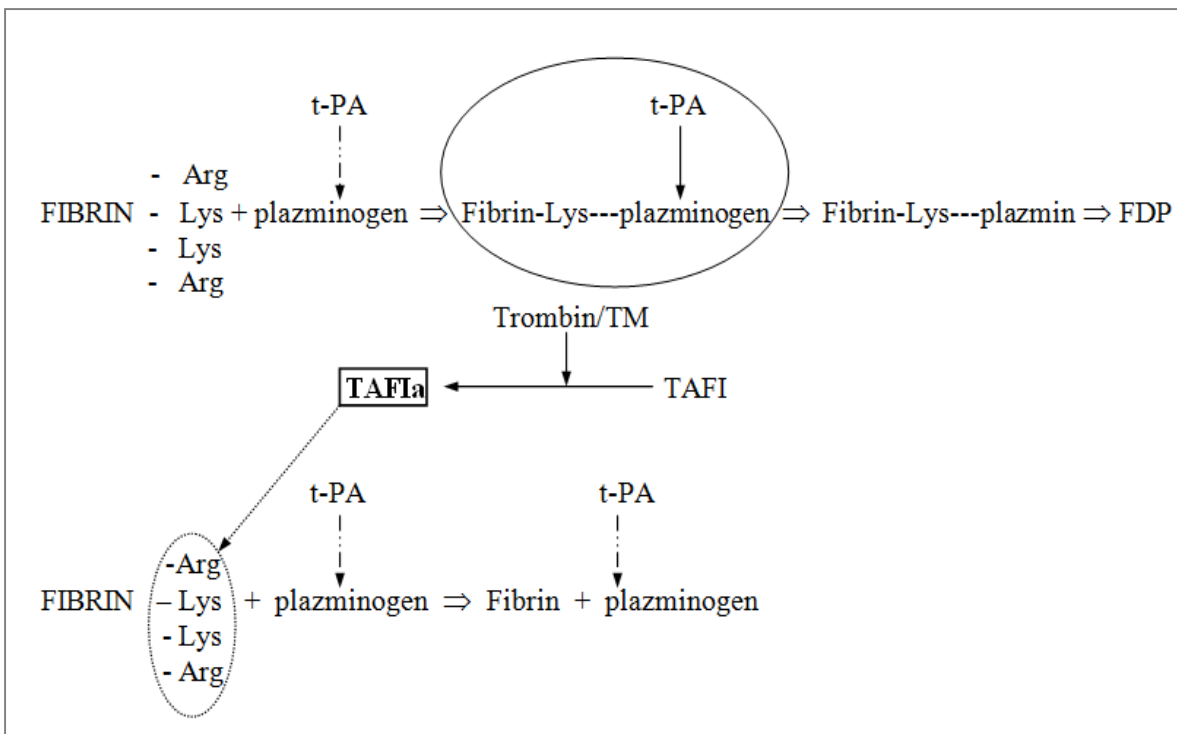 t-PA t-PA
- Arg
FIBRIN - Lys + plazminogen ⇒ Fibrin-Lys---plazminogen ⇒ Fibrin-Lys---plazmin ⇒ FDP
- Lys
- Arg
Trombin/TM
TAFIa TAFI
t-PA t-PA
-Arg
FIBRIN – Lys + plazminogen ⇒ Fibrin + plazminogen
- Lys
- Arg